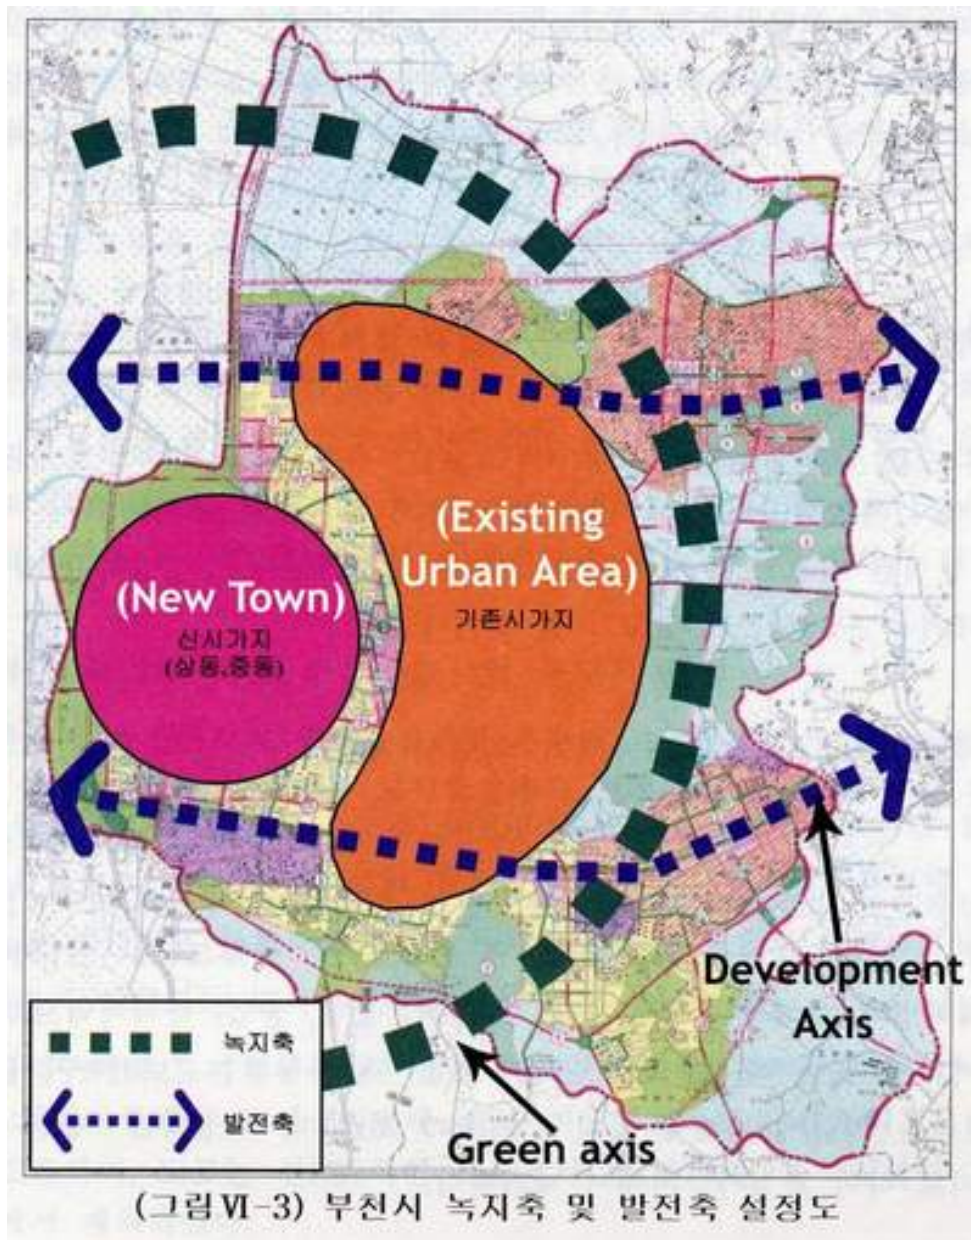 (Existing
Urban Area)
기존시가지
(New Town)
신시가지
(상동,중동)
Development
Axis
녹지축
발전축
Green axis
(그림 Ⅵ-3) 부천시 녹지축 및 발전축 설정도